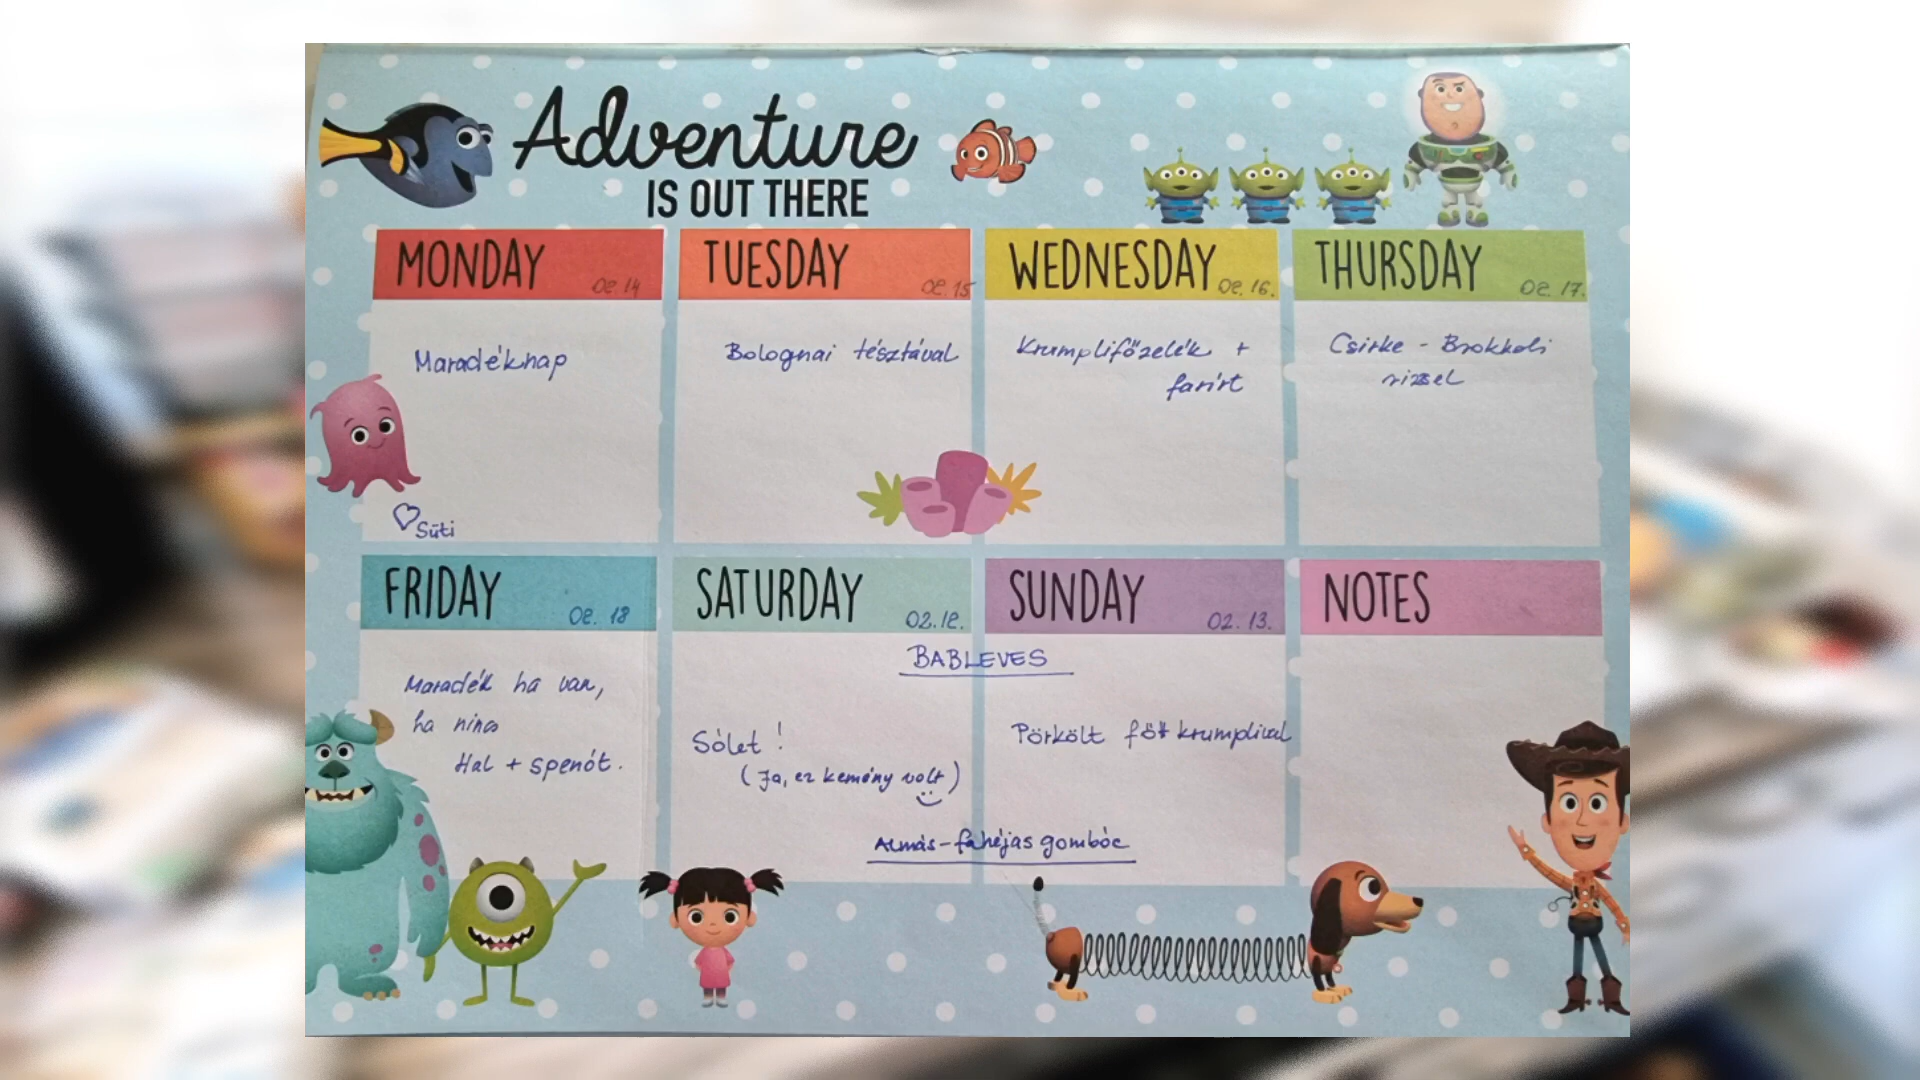 Adventure
IS OUT THERE
MONDAY 02.14
Maradéknap
Süti
TUESDAY 02.15
Bolognai tésztával
WEDNESDAY 02.16.
Krumplifőzelék +
fasírt
THURSDAY 02.17.
Csirke - Brokkoli
rizsel
FRIDAY 02.18
Maradék ha van,
ha nincs
Hal + spenót.
SATURDAY 02.12.
SUNDAY 02.13.
BABLEVES
Sólet!
(Ja, ez kemény volt)
Pörkölt főtt krumplival
Almás-fahéjas gombóc
NOTES